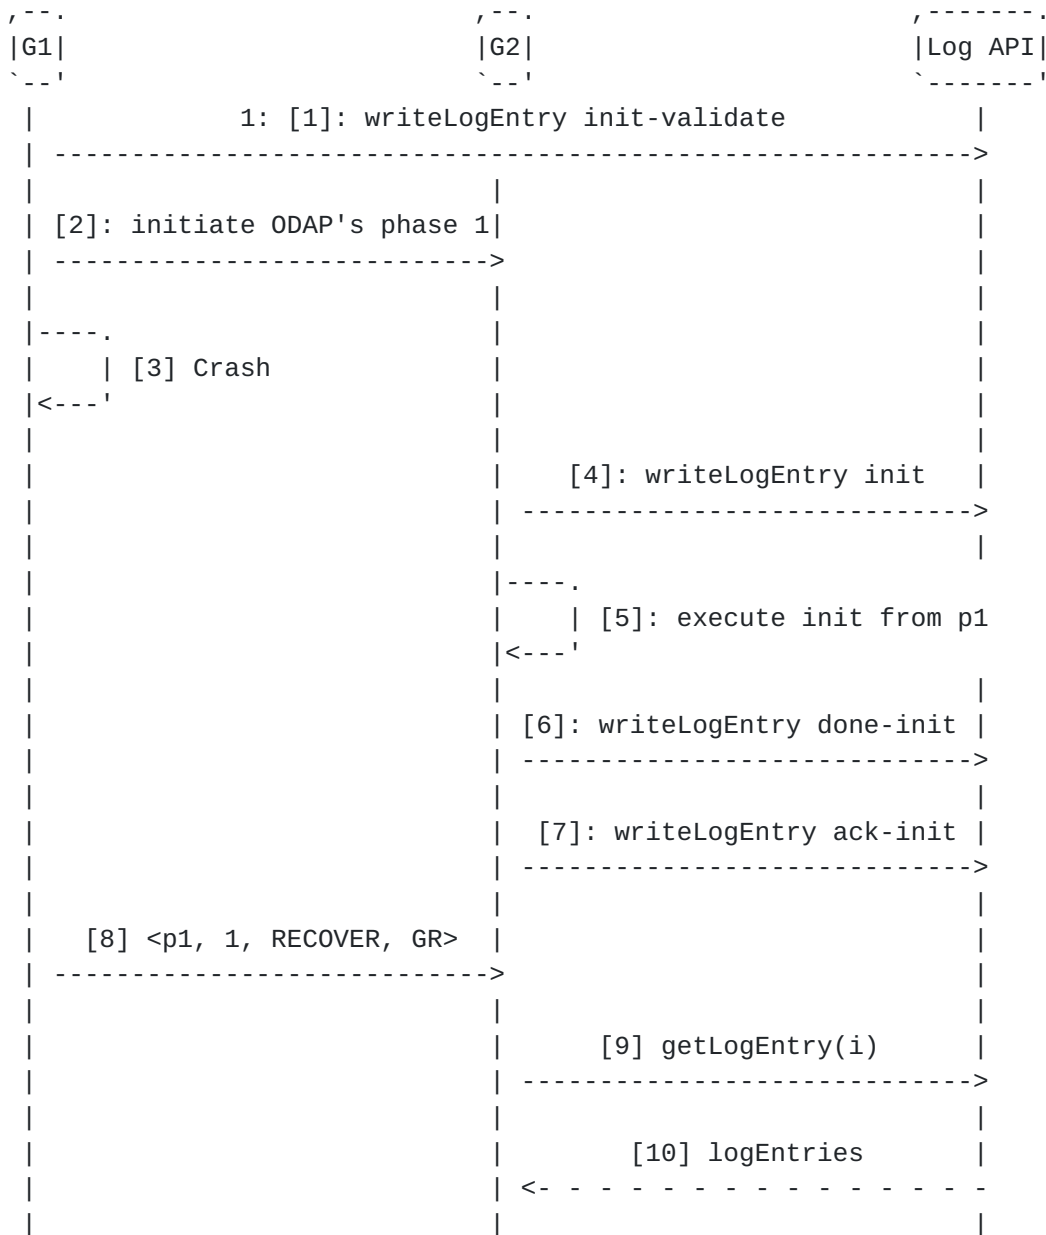 G1 G2 Log API
1: [1]: writeLogEntry init-validate
[2]: initiate ODAP's phase 1
[3] Crash
[4]: writeLogEntry init
[5]: execute init from p1
[6]: writeLogEntry done-init
[7]: writeLogEntry ack-init
[8] <p1, 1, RECOVER, GR>
[9] getLogEntry(i)
[10] logEntries